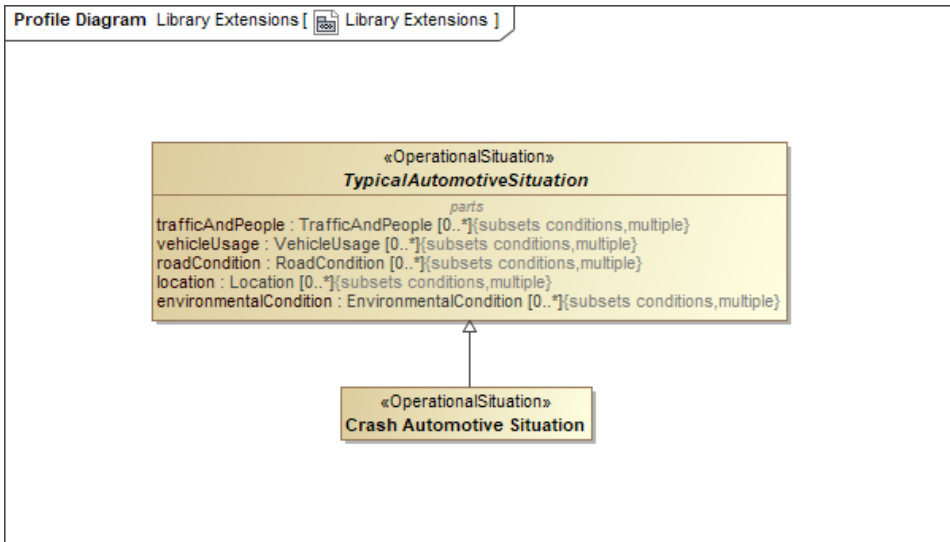 Profile Diagram Library Extensions [ Library Extensions ]
«OperationalSituation»
TypicalAutomotiveSituation
parts
trafficAndPeople : TrafficAndPeople [0..*]{subsets conditions,multiple}
vehicleUsage : VehicleUsage [0..*]{subsets conditions,multiple}
roadCondition : RoadCondition [0..*]{subsets conditions,multiple}
location : Location [0..*]{subsets conditions,multiple}
environmentalCondition : EnvironmentalCondition [0..*]{subsets conditions,multiple}
«OperationalSituation»
Crash Automotive Situation